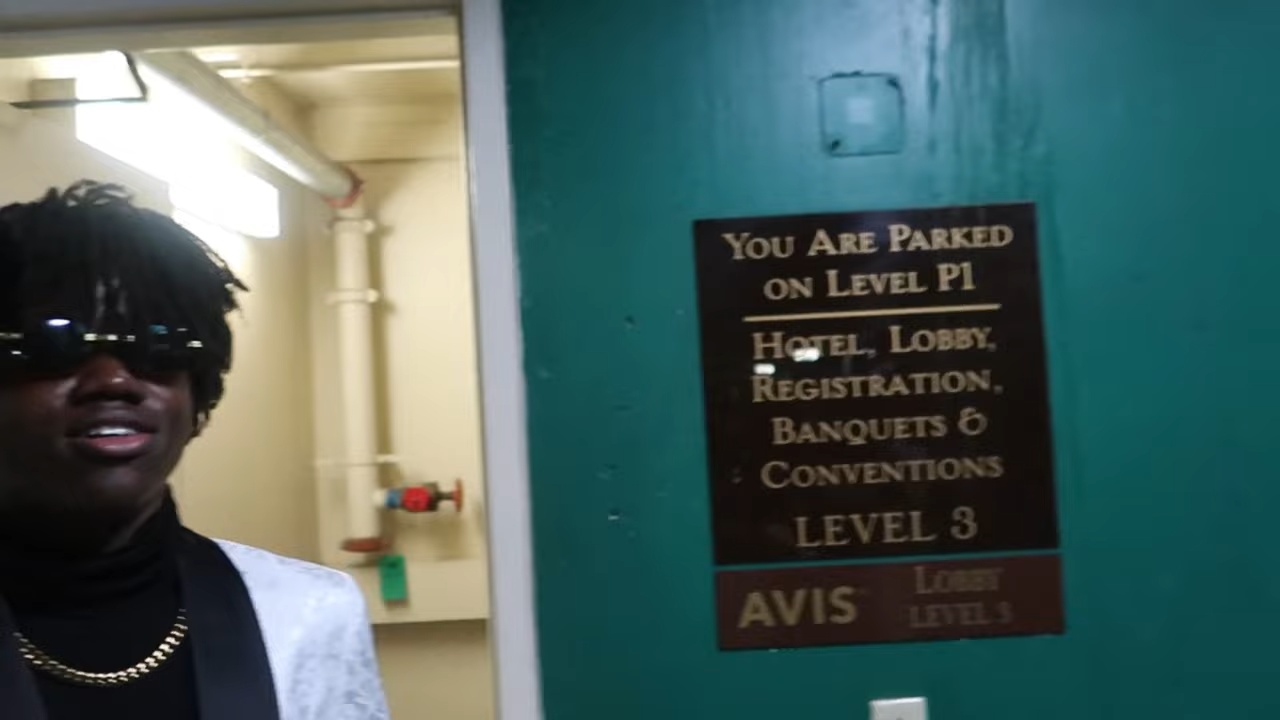 YOU ARE PARKED
ON LEVEL P1
HOTEL, LOBBY,
REGISTRATION,
BANQUETS &
CONVENTIONS
LEVEL 3
AVIS LOBBY
LEVEL 3